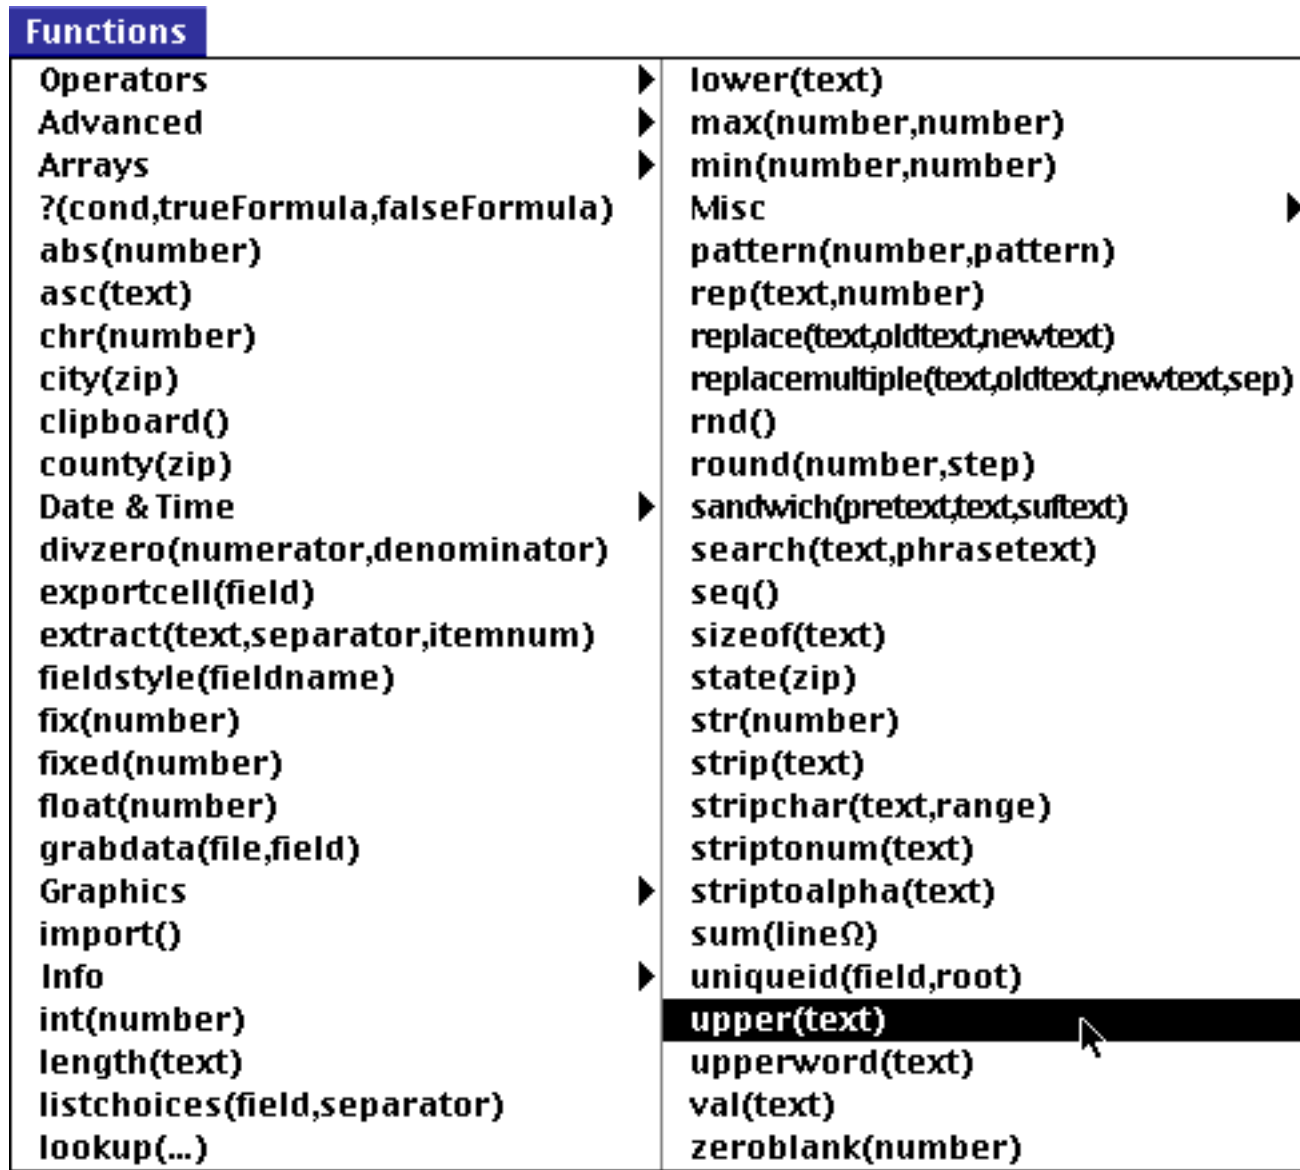 Functions
Operators
Advanced
Arrays
?(cond,trueFormula,falseFormula)
abs(number)
asc(text)
chr(number)
city(zip)
clipboard()
county(zip)
Date & Time
divzero(numerator,denominator)
exportcell(field)
extract(text,separator,itemnum)
fieldstyle(fieldname)
fix(number)
fixed(number)
float(number)
grabdata(file,field)
Graphics
import()
Info
int(number)
length(text)
listchoices(field,separator)
lookup(...)
lower(text)
max(number,number)
min(number,number)
Misc
pattern(number,pattern)
rep(text,number)
replace(text,oldtext,newtext)
replacemultiple(text,oldtext,newtext,sep)
rnd()
round(number,step)
sandwich(pretext,text,suftext)
search(text,phrasetext)
seq()
sizeof(text)
state(zip)
str(number)
strip(text)
stripchar(text,range)
striptonum(text)
striptoalpha(text)
sum(lineΩ)
uniqueid(field,root)
upper(text)
upperword(text)
val(text)
zeroblank(number)